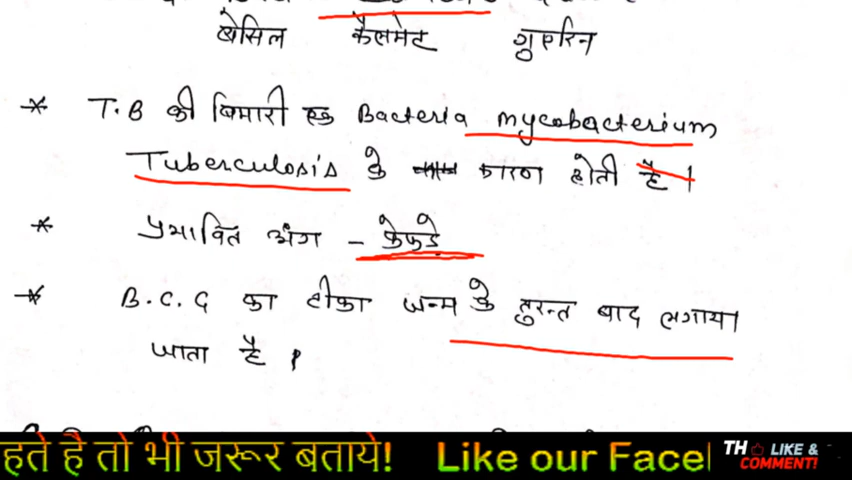 बेसिल कैलमेट गुएरिन
* T.B की बिमारी एक Bacteria mycobacterium
Tuberculosis के कारण होती है।
* प्रभावित अंग – फेफड़े
* B.C.G का टीका जन्म के तुरन्त बाद लगाया
जाता है।
हते है तो भी जरूर बताये! Like our Face
TH LIKE &
COMMENT!